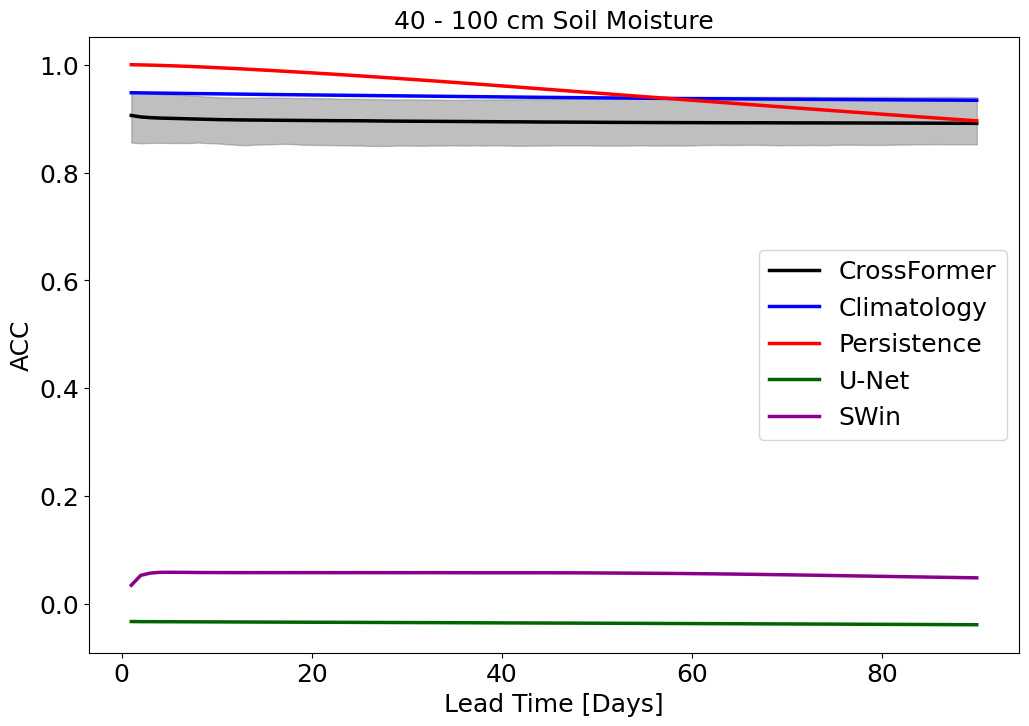 40 - 100 cm Soil Moisture
ACC
1.0
0.8
0.6
0.4
0.2
0.0
CrossFormer
Climatology
Persistence
U-Net
SWin
0
20
40
60
80
Lead Time [Days]